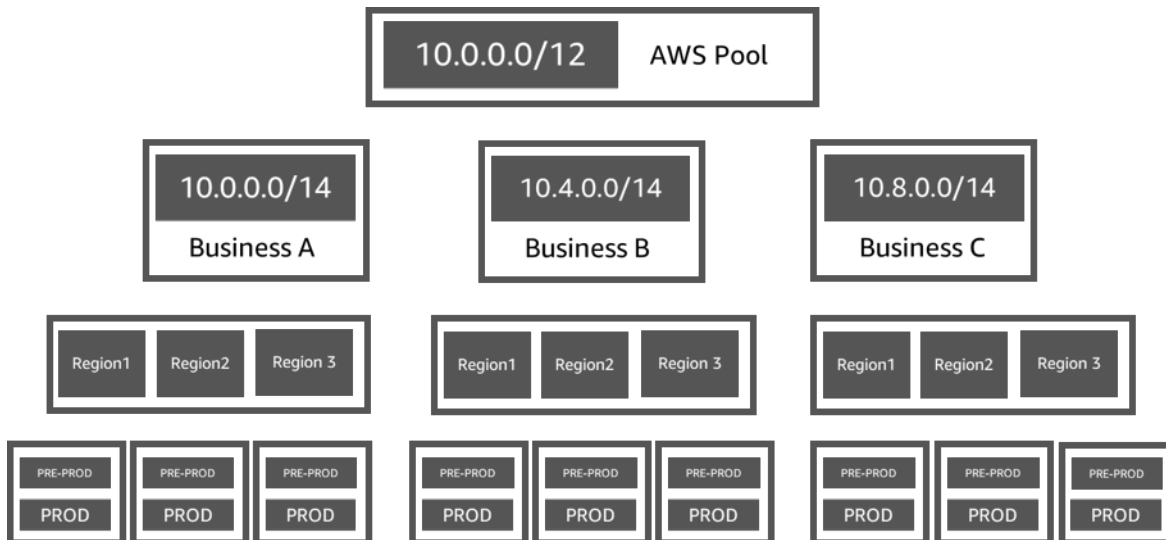 10.0.0.0/12 AWS Pool
10.0.0.0/14
Business A
10.4.0.0/14
Business B
10.8.0.0/14
Business C
Region1 Region2 Region 3
Region1 Region2 Region 3
Region1 Region2 Region 3
PRE-PROD PRE-PROD PRE-PROD
PROD PROD PROD
PRE-PROD PRE-PROD PRE-PROD
PROD PROD PROD
PRE-PROD PRE-PROD PRE-PROD
PROD PROD PROD